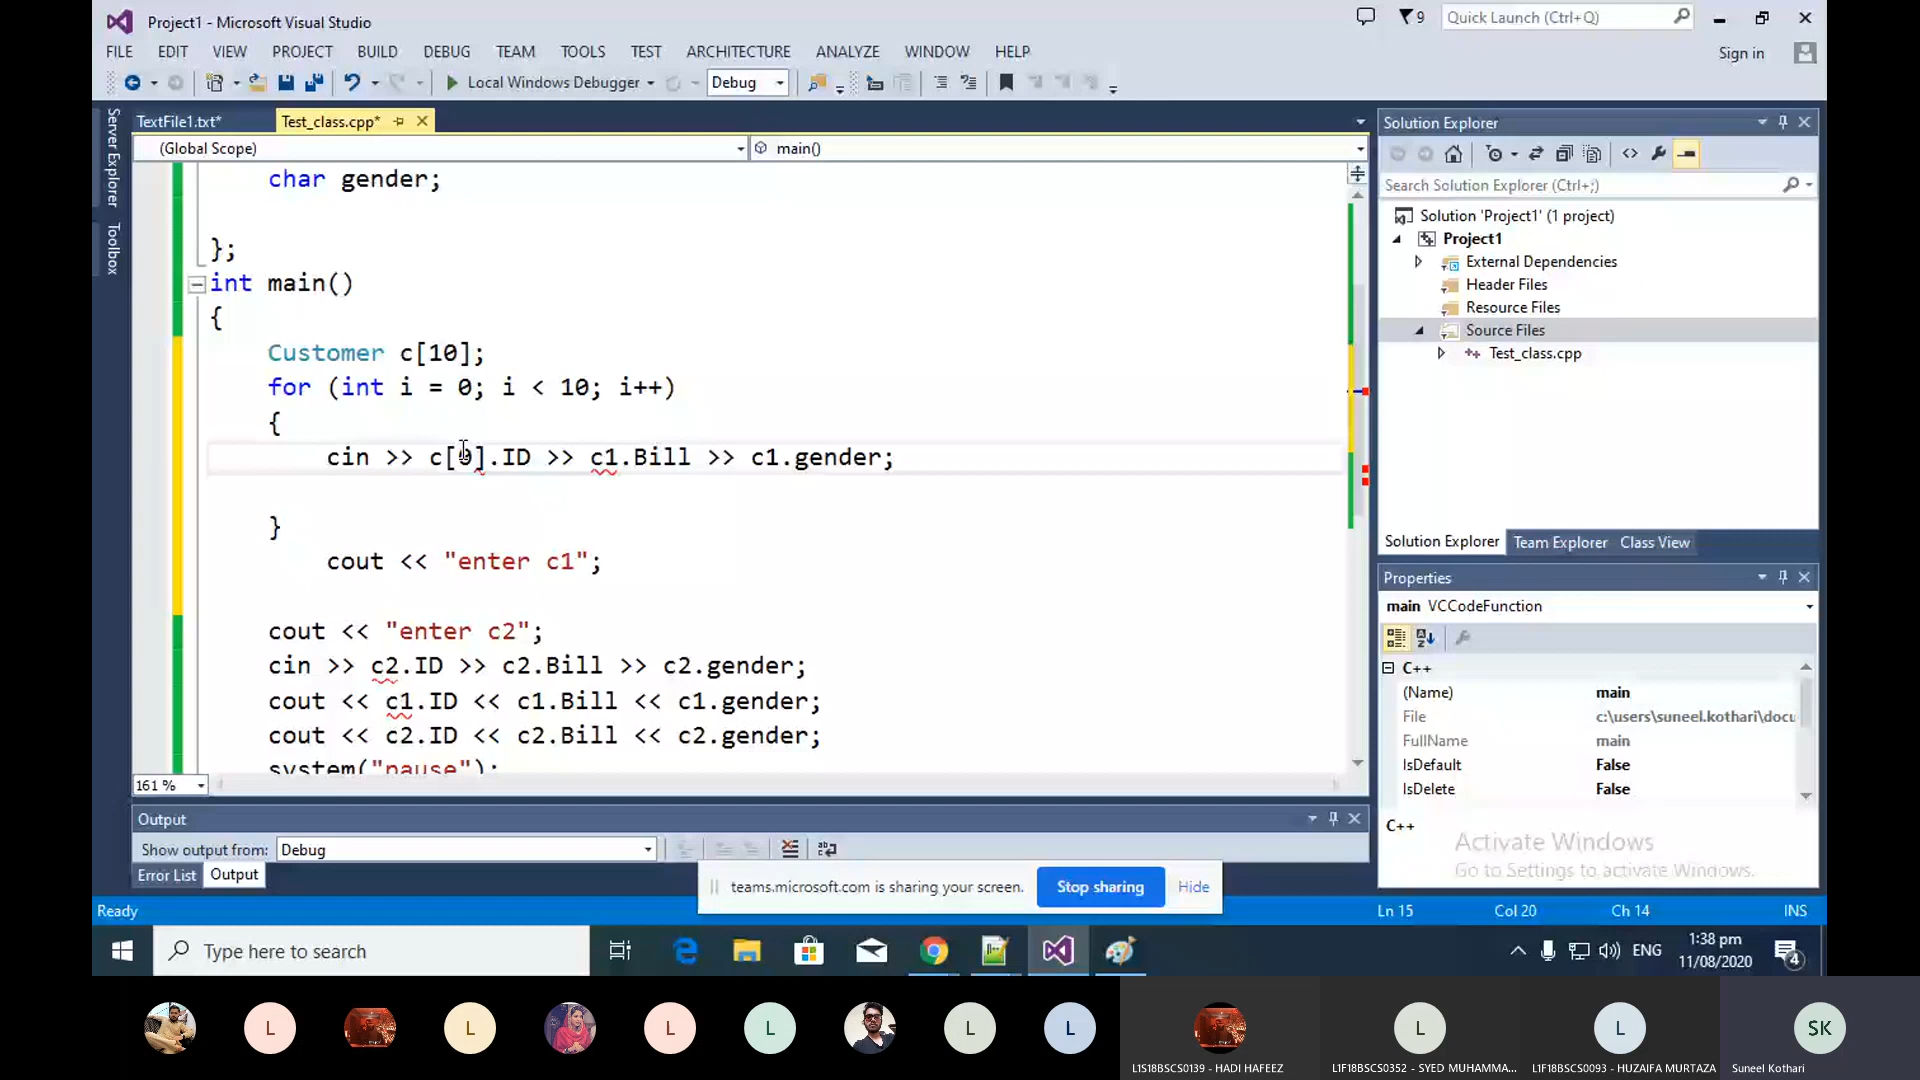 Project1 - Microsoft Visual Studio
9
Quick Launch (Ctrl+Q)
FILE EDIT VIEW PROJECT BUILD DEBUG TEAM TOOLS TEST ARCHITECTURE ANALYZE WINDOW HELP
Sign in
Local Windows Debugger
Debug
Server Explorer
Toolbox
TextFile1.txt*
Test_class.cpp*
(Global Scope)
main()
char gender;
};
int main()
{
Customer c[10];
for (int i = 0; i < 10; i++)
{
cin >> c[0].ID >> c1.Bill >> c1.gender;
}
cout << "enter c1";
cout << "enter c2";
cin >> c2.ID >> c2.Bill >> c2.gender;
cout << c1.ID << c1.Bill << c1.gender;
cout << c2.ID << c2.Bill << c2.gender;
system("pause");
161 %
Solution Explorer
Search Solution Explorer (Ctrl+;)
Solution 'Project1' (1 project)
Project1
External Dependencies
Header Files
Resource Files
Source Files
Test_class.cpp
Solution Explorer Team Explorer Class View
Properties
main VCCodeFunction
C++
(Name) main
File c:\users\suneel.kothari\docu
FullName main
IsDefault False
IsDelete False
C++
Activate Windows
Go to Settings to activate Windows.
Output
Show output from: Debug
Error List Output
teams.microsoft.com is sharing your screen. Stop sharing Hide
Ready
Ln 15 Col 20 Ch 14 INS
Type here to search
ENG
1:38 pm
11/08/2020
4
L L L L L L L SK
L1S18BSCS0139 - HADI HAFEEZ
L1F18BSCS0352 - SYED MUHAMMA...
L1F18BSCS0093 - HUZAIFA MURTAZA
Suneel Kothari